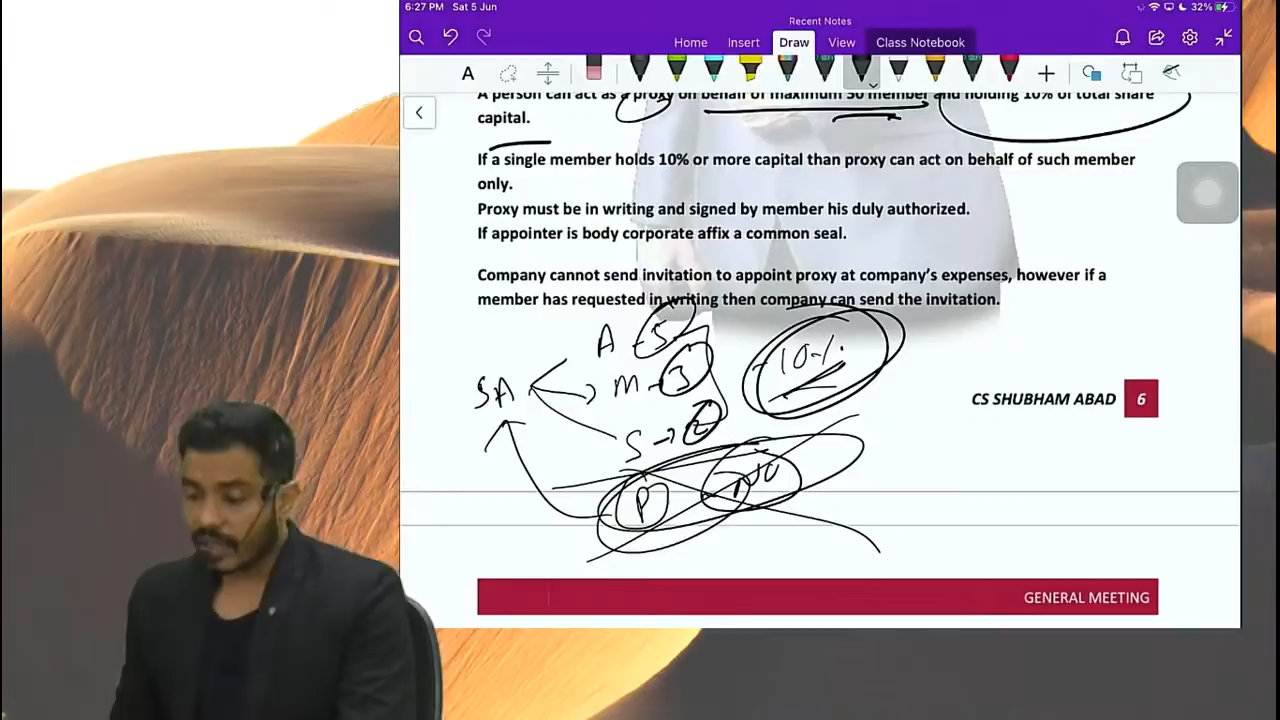 6:27 PM Sat 5 Jun
32%
Recent Notes
Home Insert Draw View Class Notebook
A
A person can act as a proxy on behalf of maximum 50 member and holding 10% of total share
capital.
If a single member holds 10% or more capital than proxy can act on behalf of such member
only.
Proxy must be in writing and signed by member his duly authorized.
If appointer is body corporate affix a common seal.
Company cannot send invitation to appoint proxy at company's expenses, however if a
member has requested in writing then company can send the invitation.
A - 5
10%
SA
M - 3
S → 2
P
CS SHUBHAM ABAD 6
GENERAL MEETING